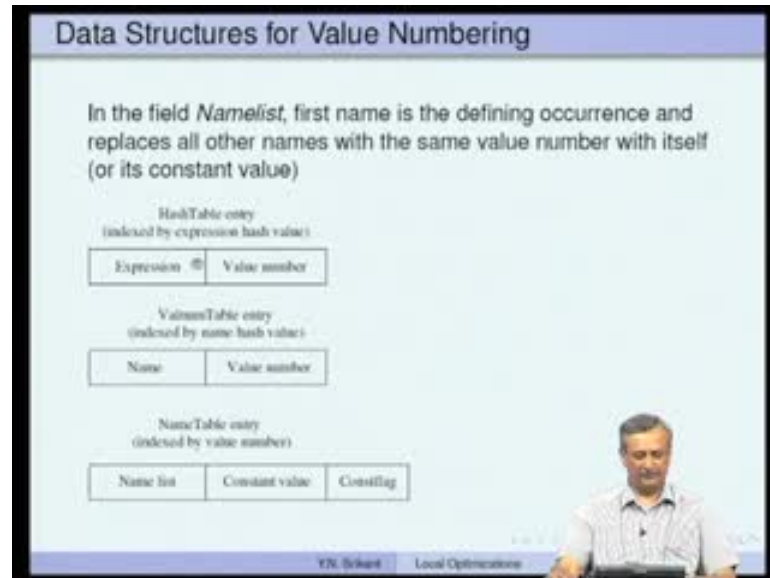 Data Structures for Value Numbering
In the field Namelist, first name is the defining occurrence and
replaces all other names with the same value number with itself
(or its constant value)
HashTable entry
(indexed by expression hash value)
Expression Value number
ValnumTable entry
(indexed by name hash value)
Name Value number
NameTable entry
(indexed by value number)
Name list Constant value Constflag
Y.N. Srikant Local Optimizations